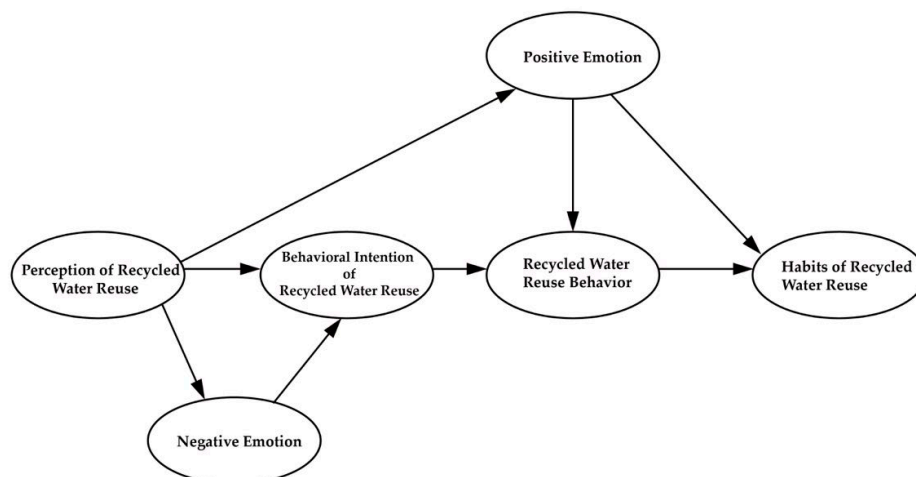 Positive Emotion
Perception of Recycled
Water Reuse
Behavioral Intention
of
Recycled Water Reuse
Recycled Water
Reuse Behavior
Habits of Recycled
Water Reuse
Negative Emotion